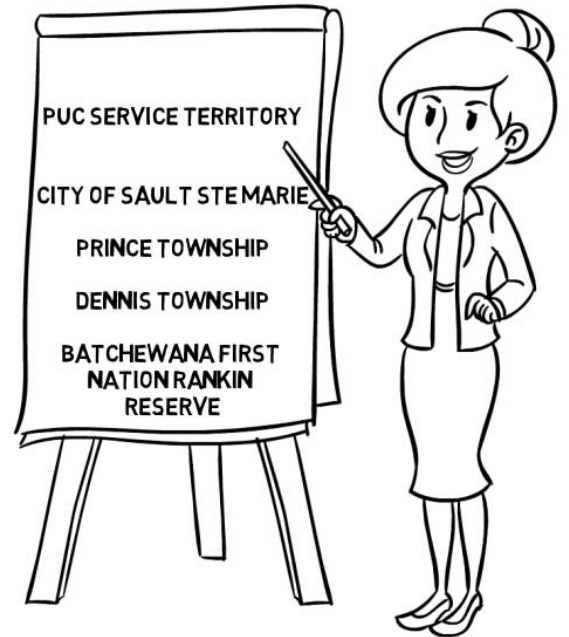 PUC SERVICE TERRITORY
CITY OF SAULT STE MARIE
PRINCE TOWNSHIP
DENNIS TOWNSHIP
BATCHEWANA FIRST
NATION RANKIN
RESERVE